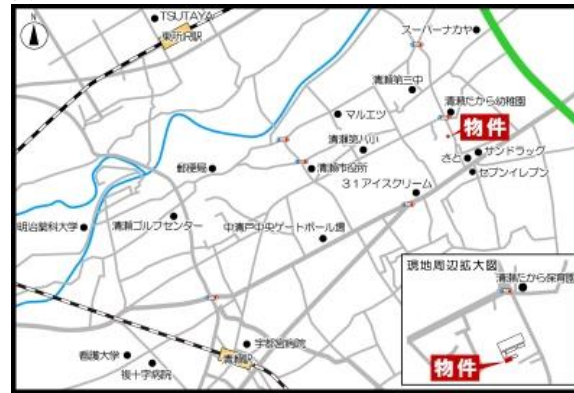 N
TSUTAYA
東所沢駅
スーパーナカヤ
清瀬第三中
マルエツ
清瀬たから幼稚園
物件
清瀬第八小
さと
サンドラッグ
セブンイレブン
郵便局
清瀬市役所
31アイスクリーム
明治薬科大学
清瀬ゴルフセンター
中清戸中央ゲートボール場
現地周辺拡大図
清瀬たから保育園
物件
看護大学
複十字病院
宇都宮病院
清瀬駅